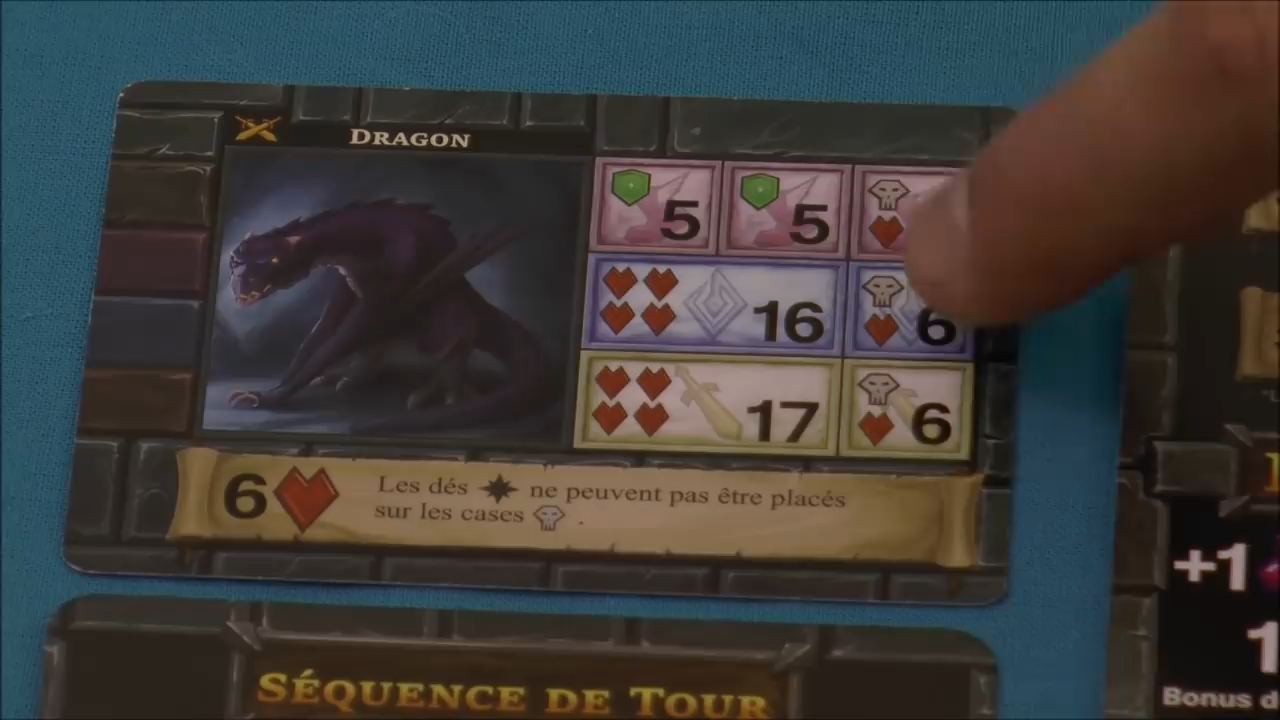 DRAGON
5 5
16 6
17 6
6 Les dés ne peuvent pas être placés
sur les cases .
SÉQUENCE DE TOUR
+1
1
Bonus d